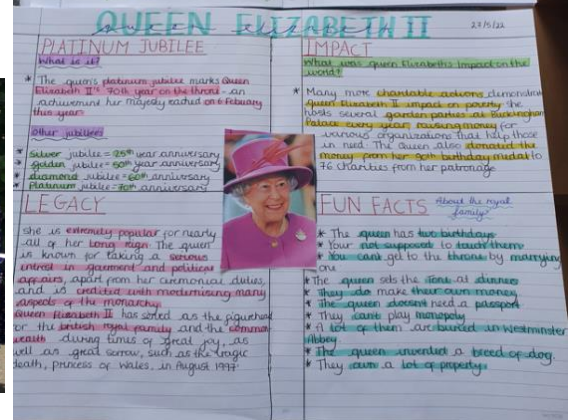 QUEEN ELIZABETH II
27/5/22
PLATINUM JUBILEE
What is it?
* The queen's platinum jubilee marks Queen
Elizabeth II's 70th year on the throne - an
achievement her majesty reached on 6 February
this year
Other jubilees
* Silver jubilee = 25th year anniversary
* golden jubilee = 50th year anniversary
* diamond jubilee = 60th anniversary
* Platinum jubilee = 70th anniversary
IMPACT
What was queen Elizabeths impact on the
world?
* Many more charitable actions demonstrate
Queen Elizabeth II impact on poverty she
hosts several garden parties at Buckingham
Palace every year, raising money for
various organizations that help those
in need. The Queen also donated the
money from her 90th birthday medal to
76 charities from her patronage
LEGACY
She is extremely popular for nearly
all of her long reign. The queen
is known for taking a serious
interest in goverment and political
affairs, apart from her ceremonial duties,
and is credited with modernising many
aspects of the monarchy.
Queen Elizabeth II has served as the figurehead
for the british royal family and the common
wealth during times of great joy, as
well as great sorrow, such as the tragic
death, princess of Wales, in August 1997
FUN FACTS
About the royal
family?
* The queen has two birthdays
* Your not supposed to touch them
* You cant get to the throne by marrying
one
* The queen sets the tone at dinners
* They do make their own money
* The queen doesnt need a passport
* They cant play monopoly
* A lot of them are buried in Westminster
Abbey
* The queen invented a breed of dog.
* They own a lot of property.